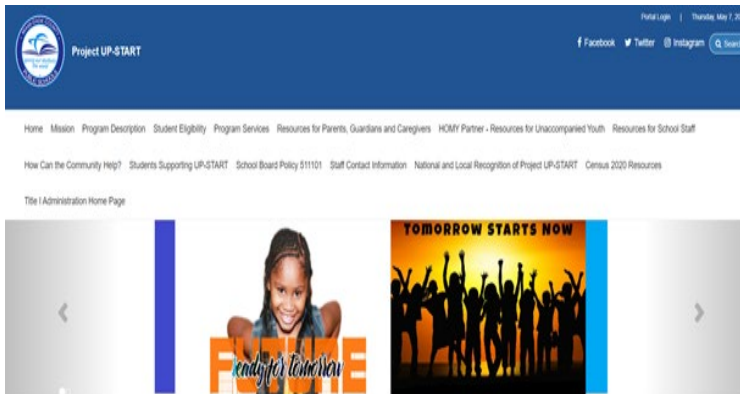 Portal Login | Thursday, May 7, 20
Project UP-START
Facebook Twitter Instagram Search
Home Mission Program Description Student Eligibility Program Services Resources for Parents, Guardians and Caregivers HOMY Partner - Resources for Unaccompanied Youth Resources for School Staff
How Can the Community Help? Students Supporting UP-START School Board Policy 511101 Staff Contact Information National and Local Recognition of Project UP-START Census 2020 Resources
Title I Administration Home Page
TOMORROW STARTS NOW
FUTURE
Ready for tomorrow